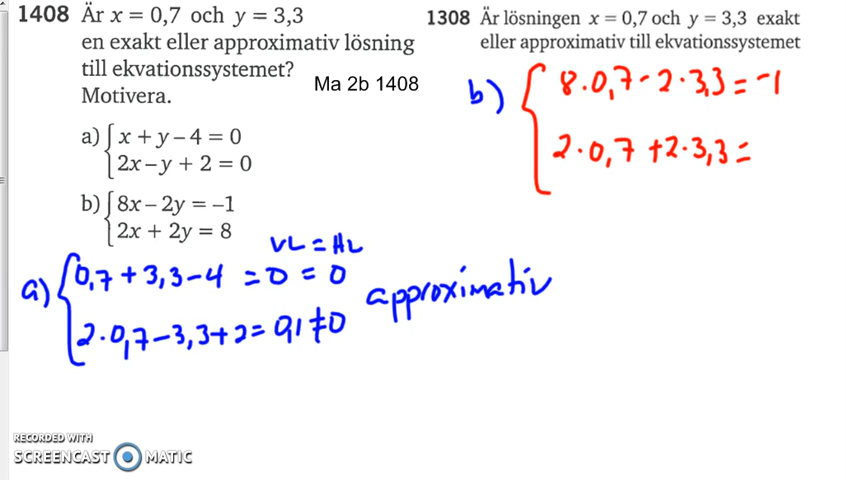 1408 Är x = 0,7 och y = 3,3
en exakt eller approximativ lösning
till ekvationssystemet?
Motivera.
Ma 2b 1408
a) { x + y – 4 = 0
2x – y + 2 = 0
b) { 8x – 2y = –1
2x + 2y = 8
VL = HL
a) { 0,7 + 3,3 – 4 = 0 = 0
2·0,7 – 3,3 + 2 = 0,1 ≠ 0
approximativ
1308 Är lösningen x = 0,7 och y = 3,3 exakt
eller approximativ till ekvationssystemet
b) { 8·0,7 – 2·3,3 = –1
2·0,7 + 2·3,3 =
RECORDED WITH
SCREENCAST MATIC